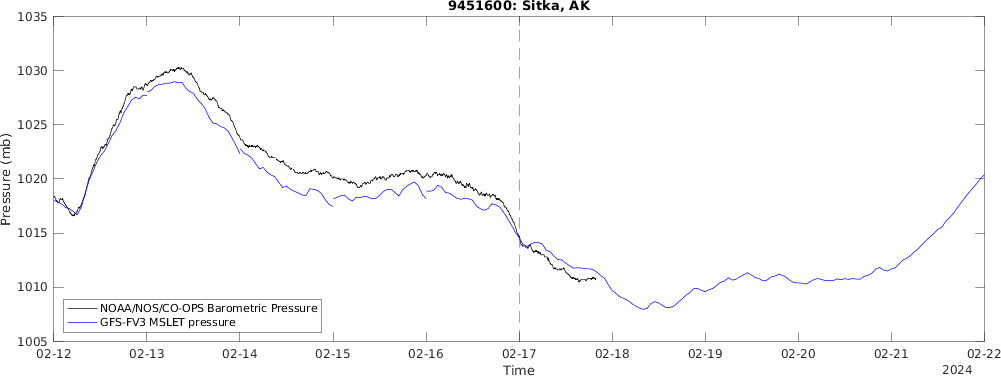 9451600: Sitka, AK
1035
1030
1025
1020
1015
1010
1005
Pressure (mb)
NOAA/NOS/CO-OPS Barometric Pressure
GFS-FV3 MSLET pressure
02-12 02-13 02-14 02-15 02-16 02-17 02-18 02-19 02-20 02-21 02-22
Time
2024